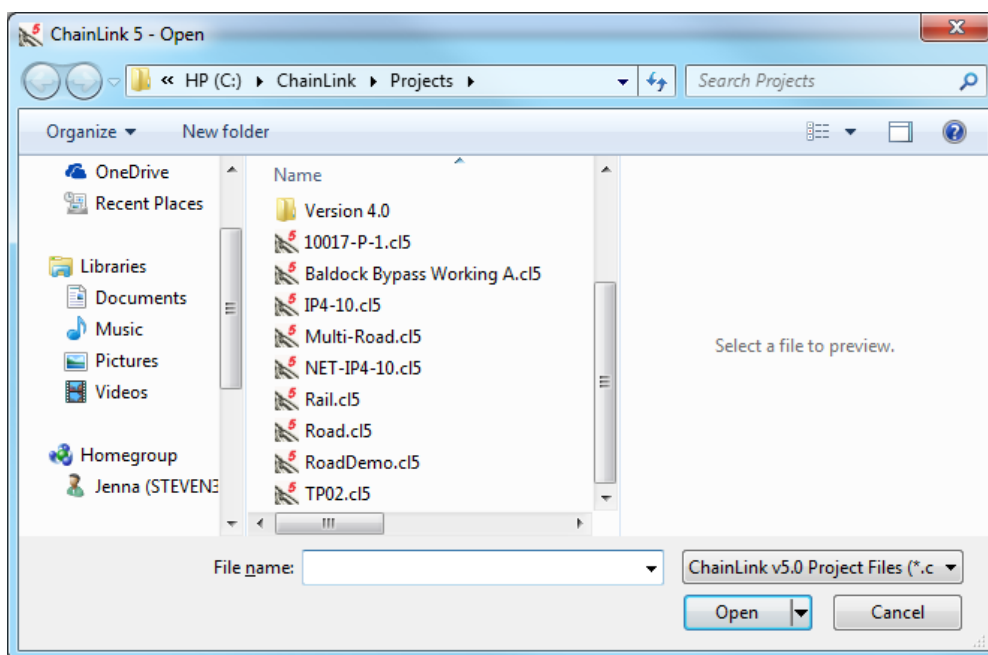 ChainLink 5 - Open
« HP (C:) ChainLink Projects
Search Projects
Organize New folder
OneDrive
Recent Places
Libraries
Documents
Music
Pictures
Videos
Homegroup
Jenna (STEVEN3
Name
Version 4.0
10017-P-1.cl5
Baldock Bypass Working A.cl5
IP4-10.cl5
Multi-Road.cl5
NET-IP4-10.cl5
Rail.cl5
Road.cl5
RoadDemo.cl5
TP02.cl5
Select a file to preview.
File name:
ChainLink v5.0 Project Files (*.c
Open
Cancel